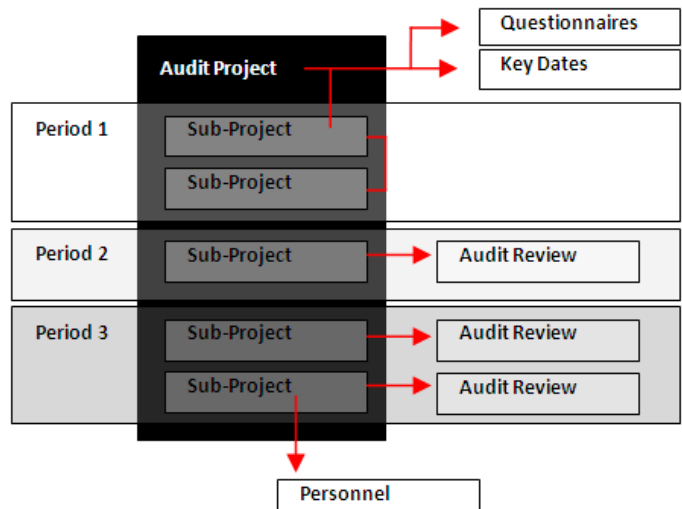 Questionnaires
Audit Project
Key Dates
Period 1
Sub-Project
Sub-Project
Period 2
Sub-Project
Audit Review
Period 3
Sub-Project
Audit Review
Sub-Project
Audit Review
Personnel